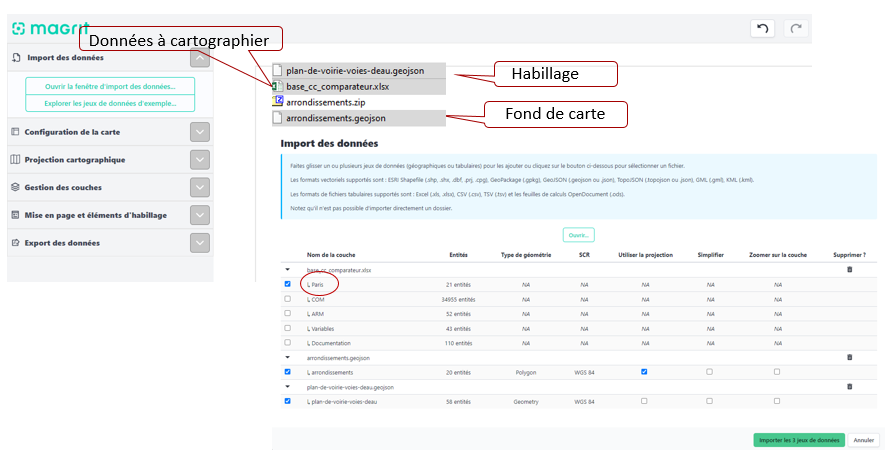 magrit
Données à cartographier
Import des données
Ouvrir la fenêtre d'import des données...
Explorer les jeux de données d'exemple...
Configuration de la carte
Projection cartographique
Gestion des couches
Mise en page et éléments d'habillage
Export des données
plan-de-voirie-voies-deau.geojson
Habillage
base_cc_comparateur.xlsx
arrondissements.zip
arrondissements.geojson
Fond de carte
Import des données
Faites glisser un ou plusieurs jeux de données (géographiques ou tabulaires) pour les ajouter ou cliquez sur le bouton ci-dessous pour sélectionner un fichier.
Les formats vectoriels supportés sont : ESRI Shapefile (.shp, .shx, .dbf, .prj, .cpg), GeoPackage (.gpkg), GeoJSON (.geojson ou .json), TopoJSON (.topojson ou .json), GML (.gml), KML (.kml).
Les formats de fichiers tabulaires supportés sont : Excel (.xls, .xlsx), CSV (.csv), TSV (.tsv) et les feuilles de calculs OpenDocument (.ods).
Notez qu'il n'est pas possible d'importer directement un dossier.
Ouvrir...
Nom de la couche Entités Type de géométrie SCR Utiliser la projection Simplifier Zoomer sur la couche Supprimer ?
base_cc_comparateur.xlsx
Paris 21 entités NA NA NA NA NA
COM 34955 entités NA NA NA NA NA
ARM 52 entités NA NA NA NA NA
Variables 43 entités NA NA NA NA NA
Documentation 110 entités NA NA NA NA NA
arrondissements.geojson
arrondissements 20 entités Polygon WGS 84
plan-de-voirie-voies-deau.geojson
plan-de-voirie-voies-deau 58 entités Geometry WGS 84
Importer les 3 jeux de données Annuler